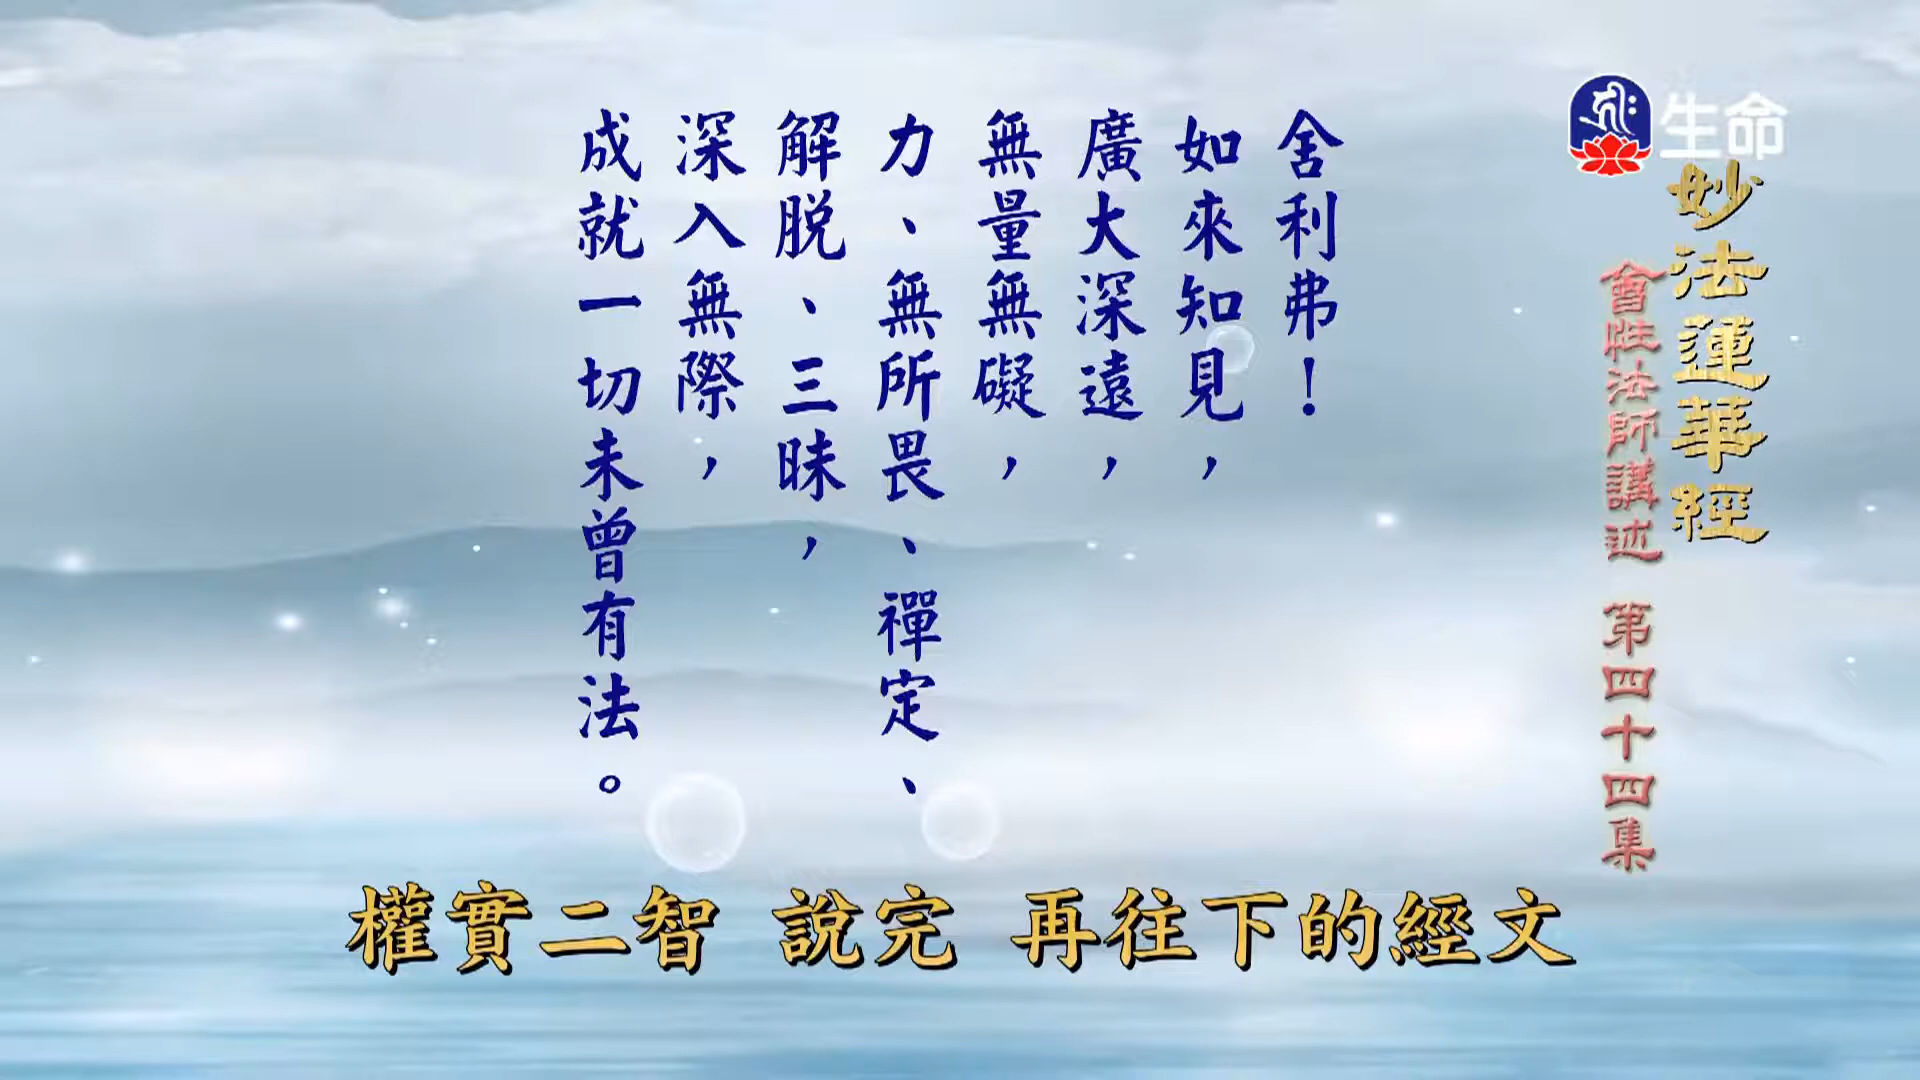 生命
妙法蓮華經
會性法師講述 第四十四集
舍利弗！
如來知見，
廣大深遠，
無量無礙，
力、無所畏、禪定、
解脫、三昧，
深入無際，
成就一切未曾有法。
權實二智 說完 再往下的經文